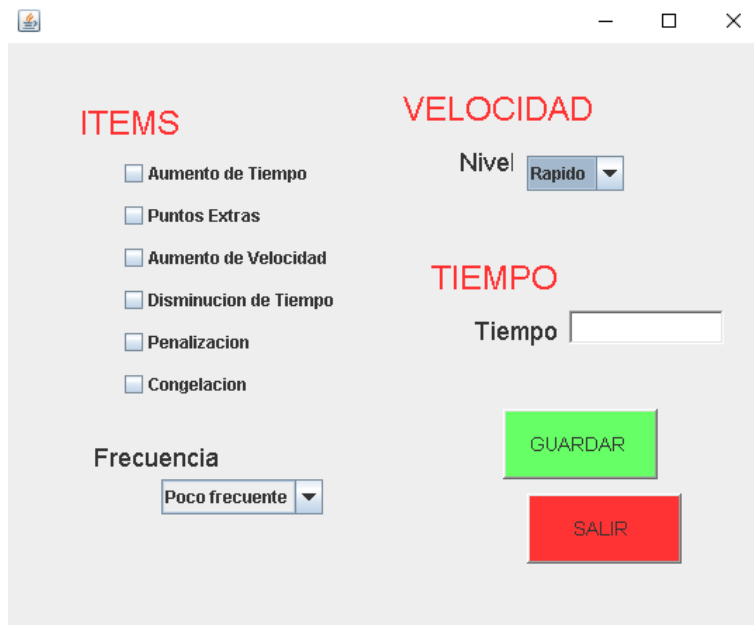 ITEMS
Aumento de Tiempo
Puntos Extras
Aumento de Velocidad
Disminucion de Tiempo
Penalizacion
Congelacion
Frecuencia
Poco frecuente
VELOCIDAD
Nivel Rapido
TIEMPO
Tiempo
GUARDAR
SALIR